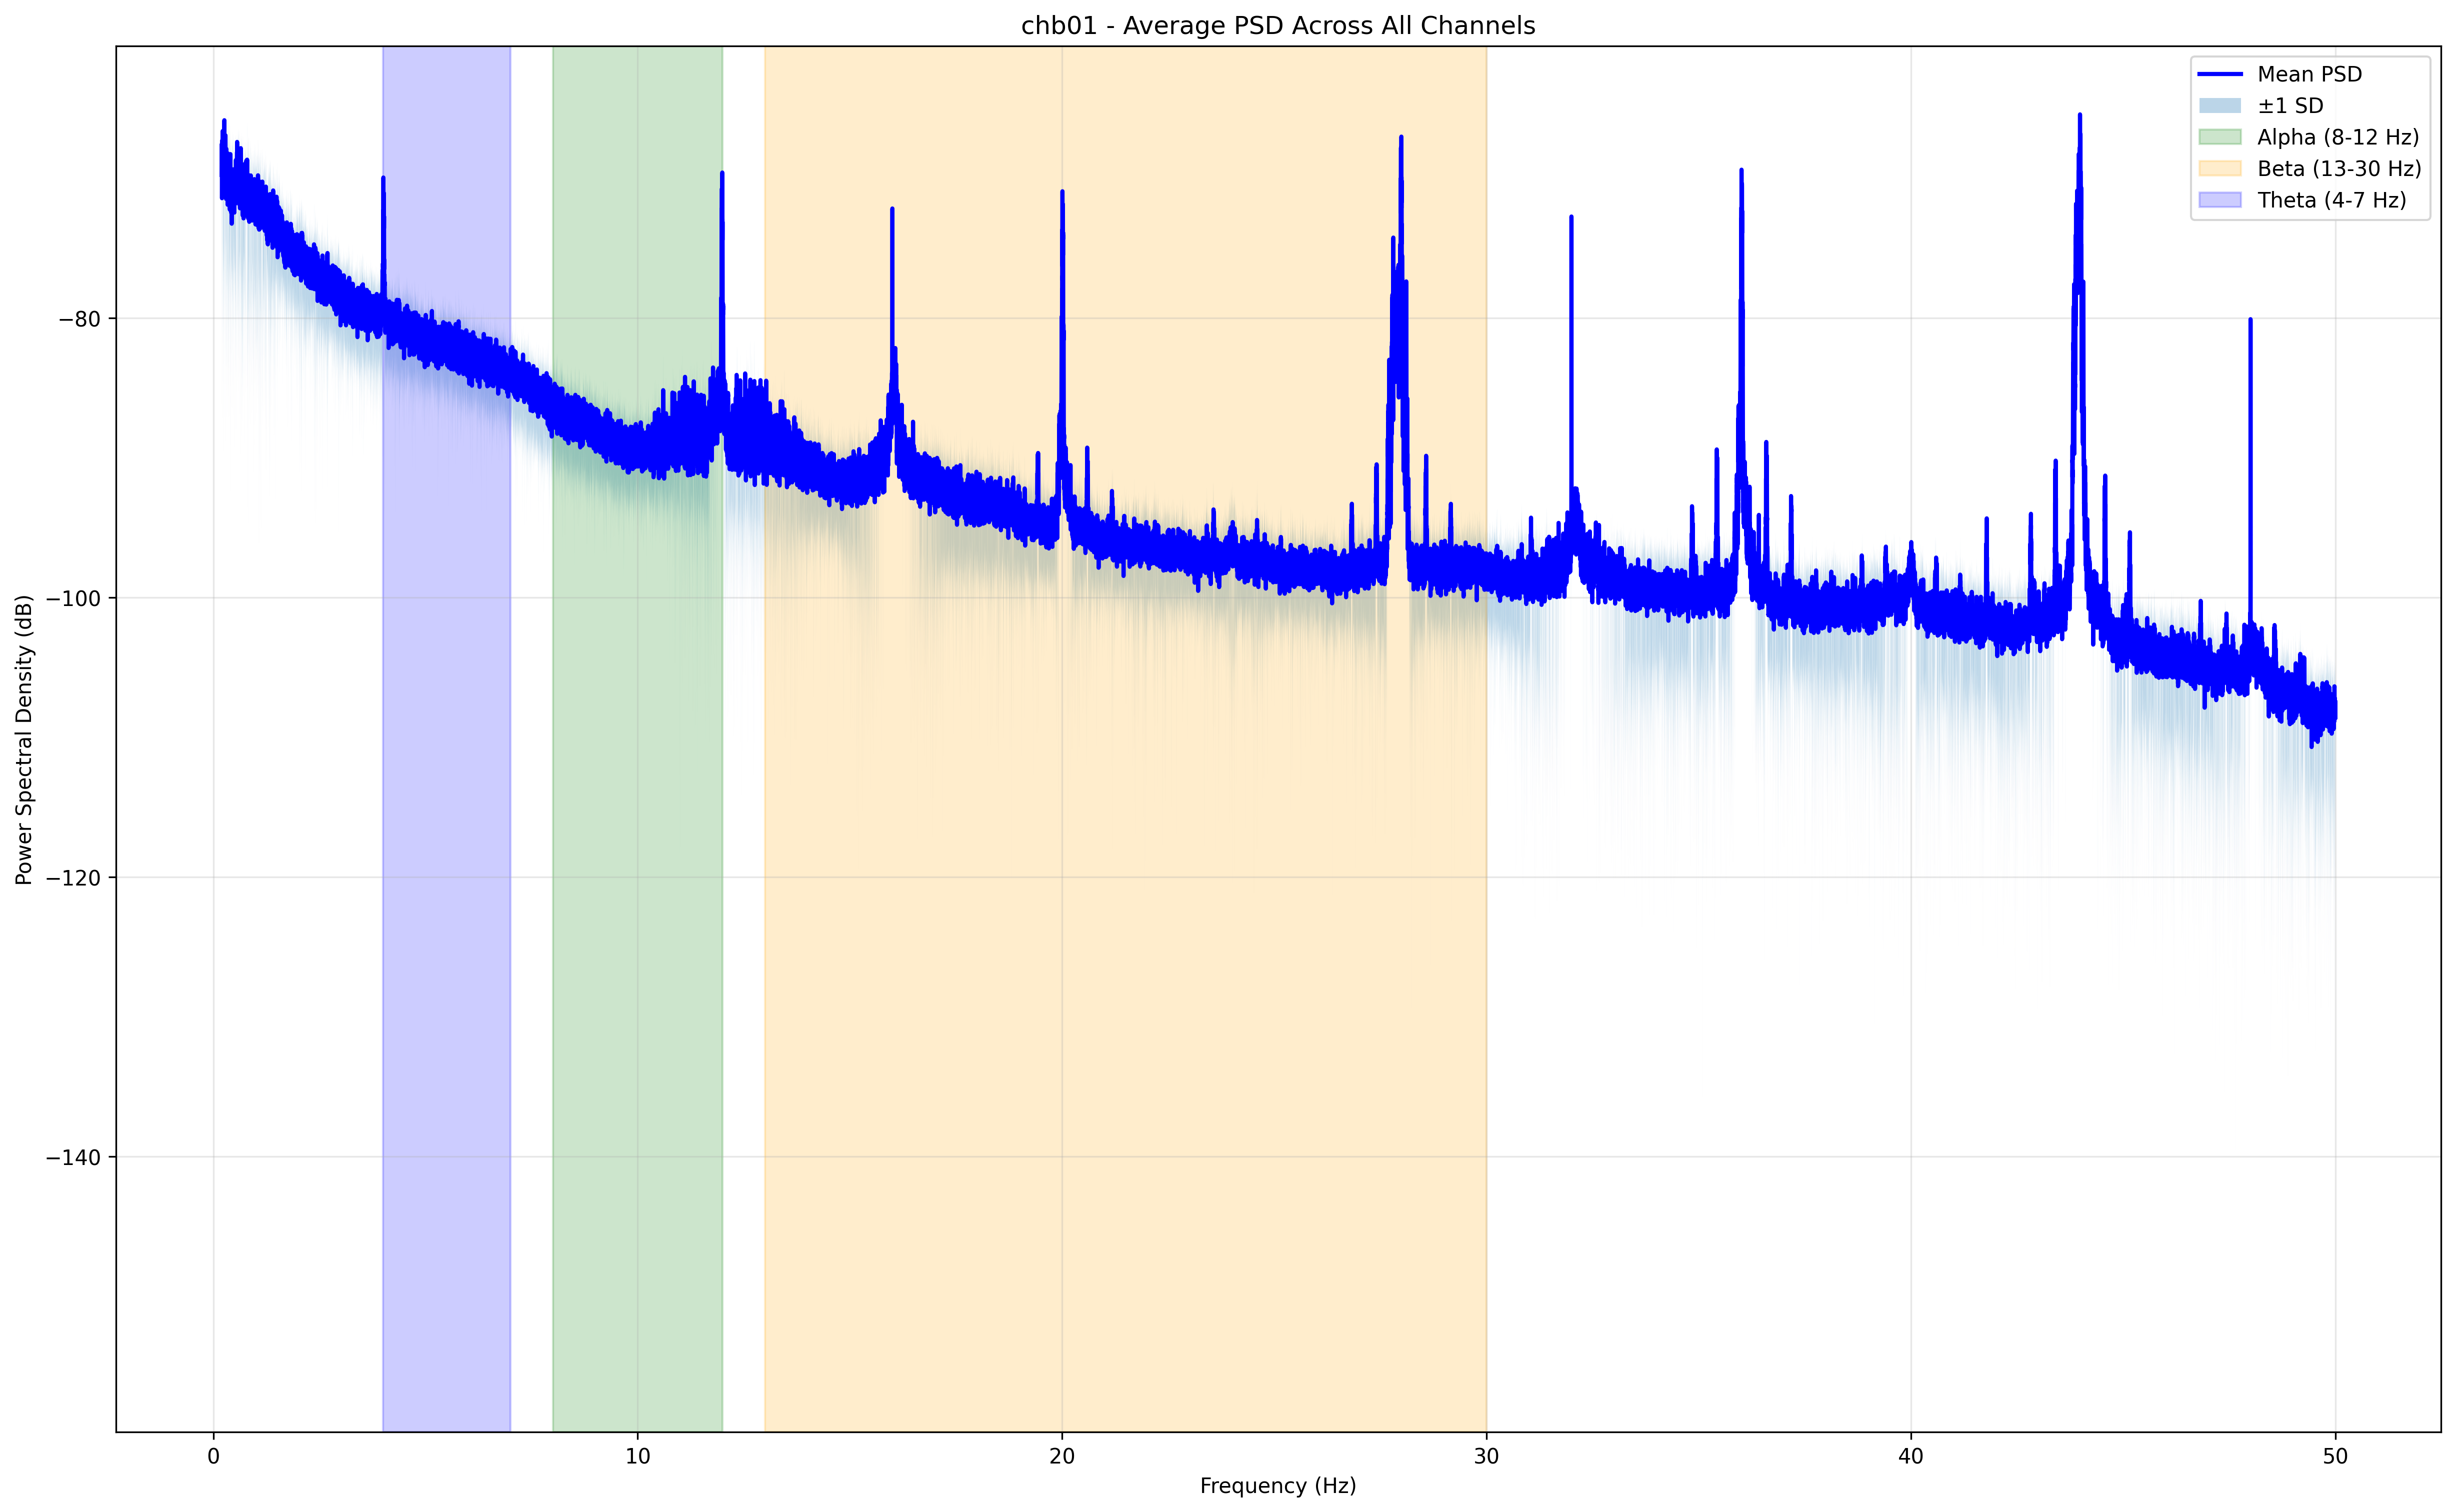 chb01 - Average PSD Across All Channels
Mean PSD
±1 SD
Alpha (8-12 Hz)
Beta (13-30 Hz)
Theta (4-7 Hz)
Power Spectral Density (dB)
−80
−100
−120
−140
0 10 20 30 40 50
Frequency (Hz)